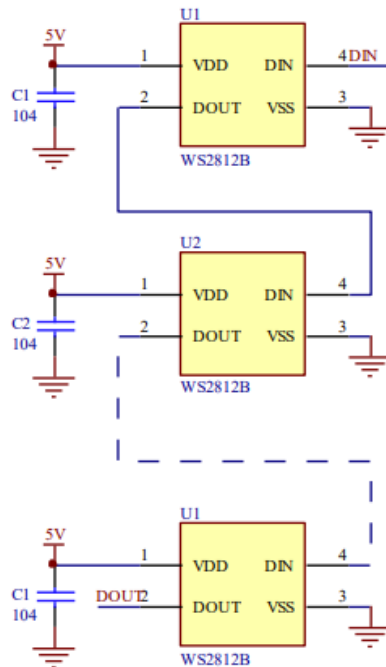 U1
5V
1 VDD DIN 4 DIN
C1
104
2 DOUT VSS 3
WS2812B
U2
5V
1 VDD DIN 4
C2
104
2 DOUT VSS 3
WS2812B
U1
5V
1 VDD DIN 4
C1
104
DOUT 2 DOUT VSS 3
WS2812B